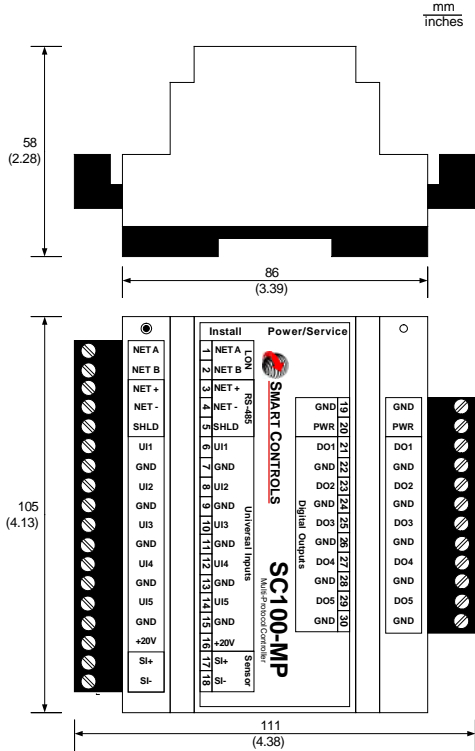 mm
inches
58
(2.28)
86
(3.39)
105
(4.13)
111
(4.38)
NET A
NET B
NET +
NET -
SHLD
UI1
GND
UI2
GND
UI3
GND
UI4
GND
UI5
GND
+20V
SI+
SI-
Install
Power/Service
1 NET A
2 NET B
LON
3 NET +
4 NET -
5 SHLD
RS-485
6 UI1
7 GND
8 UI2
9 GND
10 UI3
11 GND
12 UI4
13 GND
14 UI5
15 GND
16 +20V
Universal Inputs
17 SI+
18 SI-
Sensor
SMART CONTROLS
SC100-MP
Multi-Protocol Controller
GND 19
PWR 20
DO1 21
GND 22
DO2 23
GND 24
DO3 25
GND 26
DO4 27
GND 28
DO5 29
GND 30
Digital Outputs
GND
PWR
DO1
GND
DO2
GND
DO3
GND
DO4
GND
DO5
GND